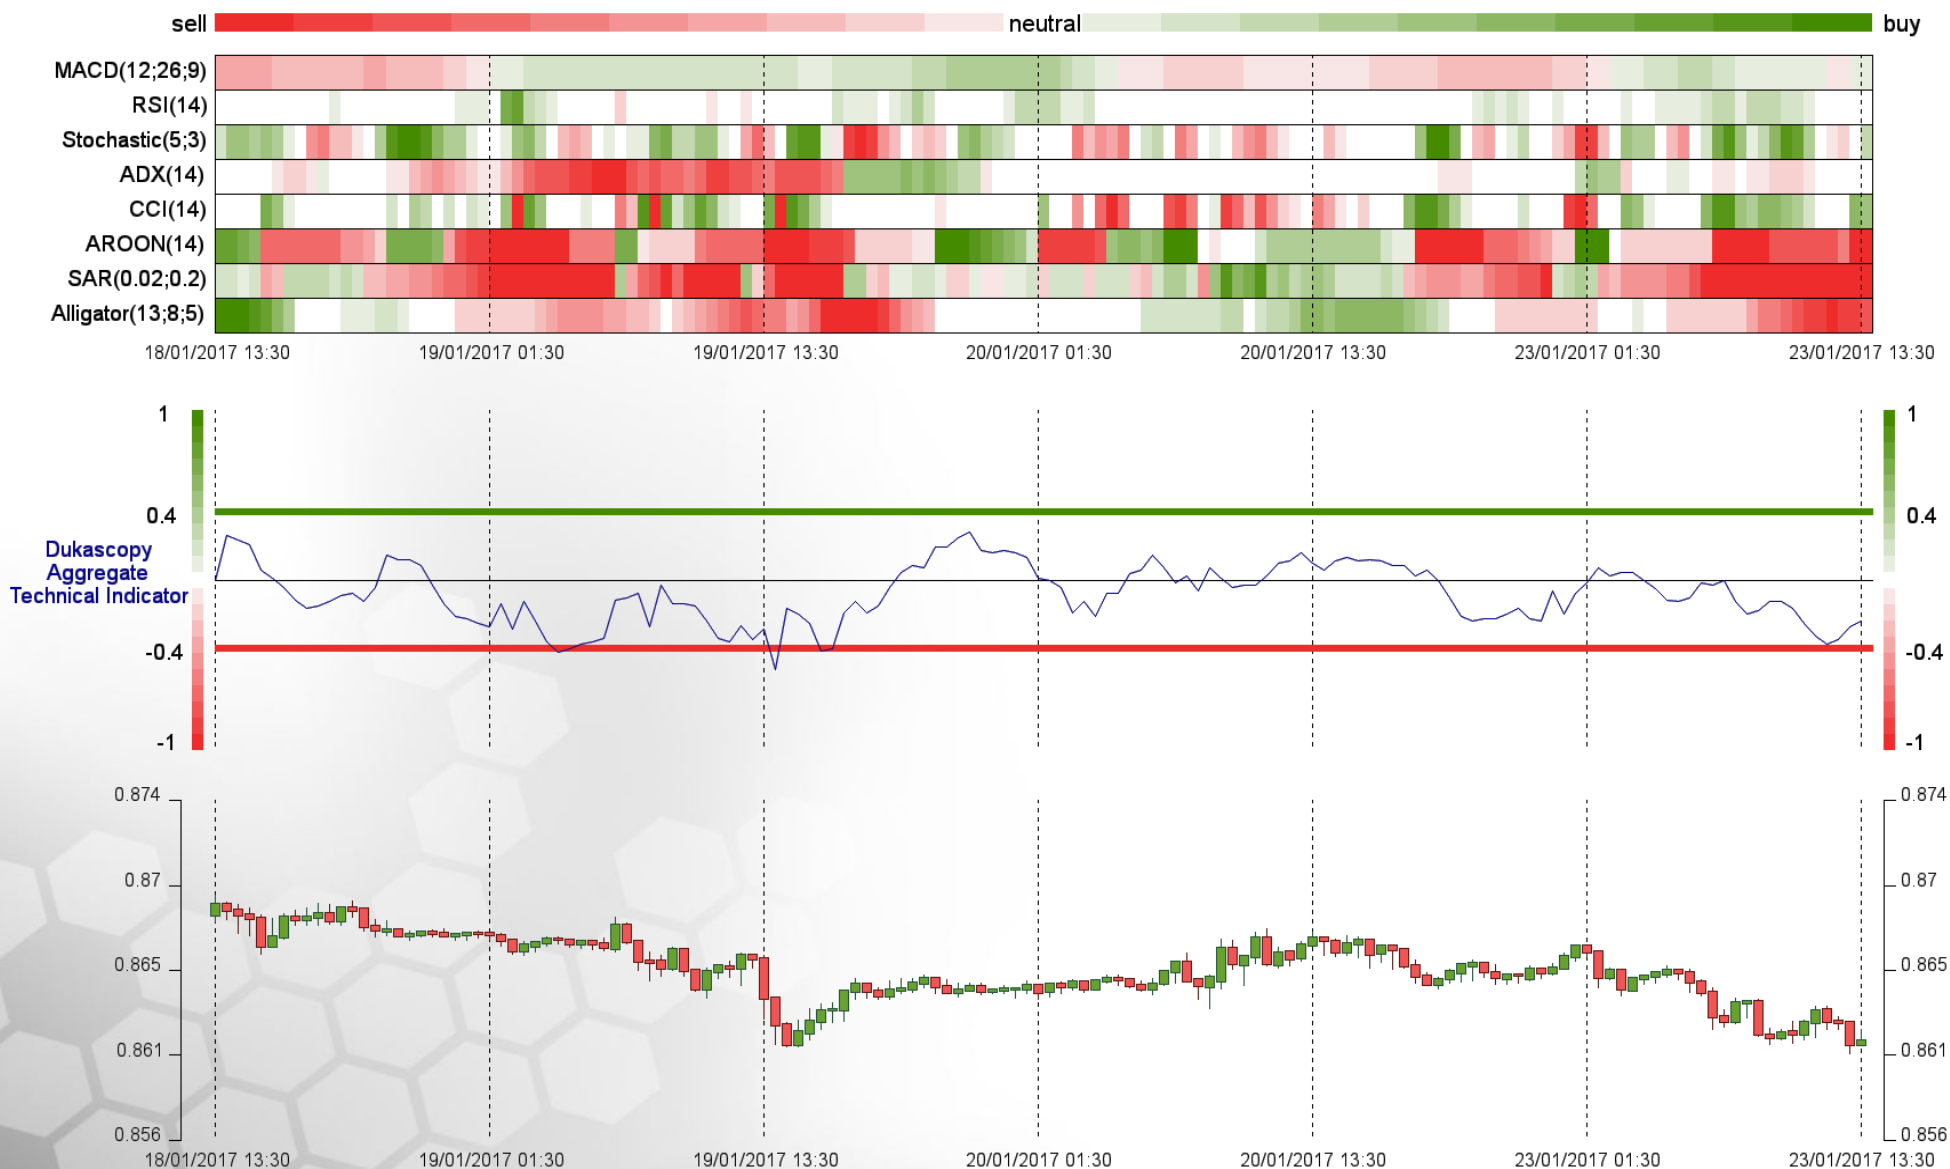 sell neutral buy
MACD(12;26;9)
RSI(14)
Stochastic(5;3)
ADX(14)
CCI(14)
AROON(14)
SAR(0.02;0.2)
Alligator(13;8;5)
18/01/2017 13:30 19/01/2017 01:30 19/01/2017 13:30 20/01/2017 01:30 20/01/2017 13:30 23/01/2017 01:30 23/01/2017 13:30
1 1
0.4 0.4
Dukascopy
Aggregate
Technical Indicator
-0.4 -0.4
-1 -1
0.874 0.874
0.87 0.87
0.865 0.865
0.861 0.861
0.856 0.856
18/01/2017 13:30 19/01/2017 01:30 19/01/2017 13:30 20/01/2017 01:30 20/01/2017 13:30 23/01/2017 01:30 23/01/2017 13:30